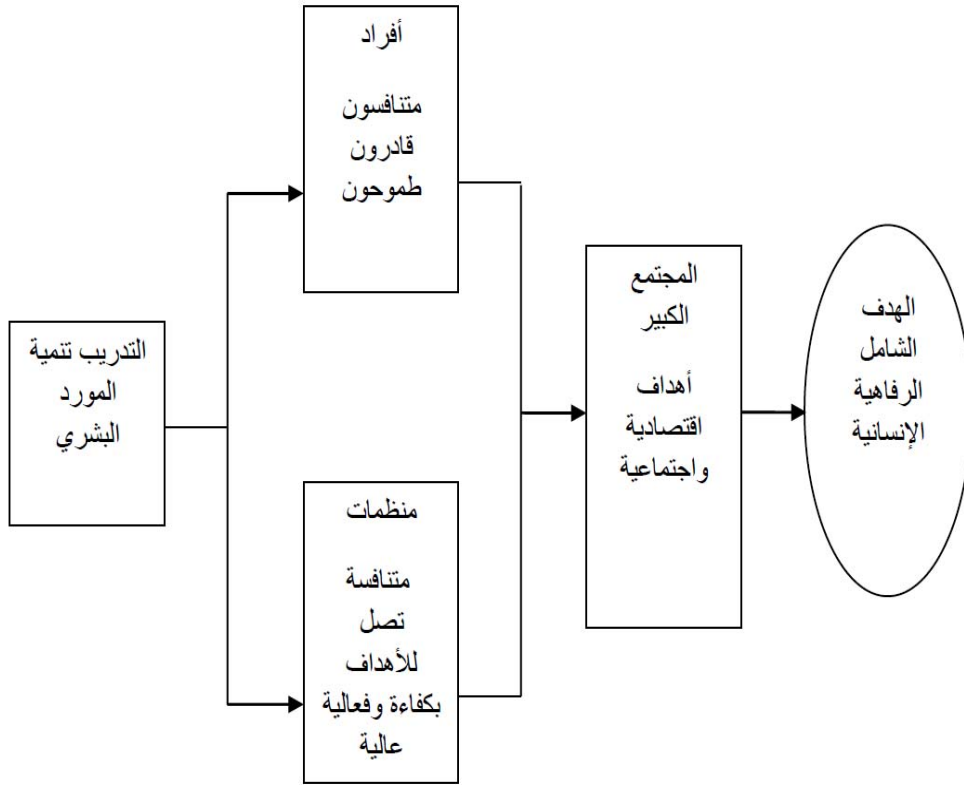 التدريب تنمية
المورد
البشري
أفراد
متنافسون
قادرون
طموحون
منظمات
متنافسة
تصل
للأهداف
بكفاءة وفعالية
عالية
المجتمع
الكبير
أهداف
اقتصادية
واجتماعية
الهدف
الشامل
الرفاهية
الإنسانية